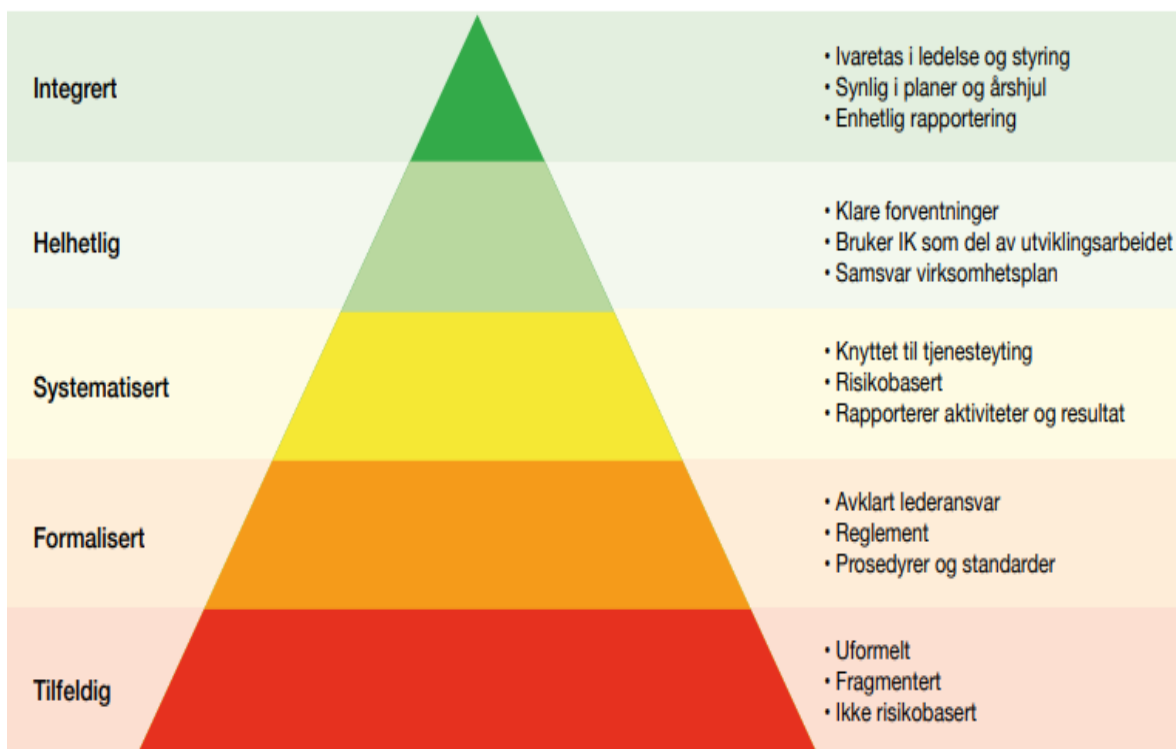 Integrert
• Ivaretas i ledelse og styring
• Synlig i planer og årshjul
• Enhetlig rapportering
Helhetlig
• Klare forventninger
• Bruker IK som del av utviklingsarbeidet
• Samsvar virksomhetsplan
Systematisert
• Knyttet til tjenesteyting
• Risikobasert
• Rapporterer aktiviteter og resultat
Formalisert
• Avklart lederansvar
• Reglement
• Prosedyrer og standarder
Tilfeldig
• Uformelt
• Fragmentert
• Ikke risikobasert